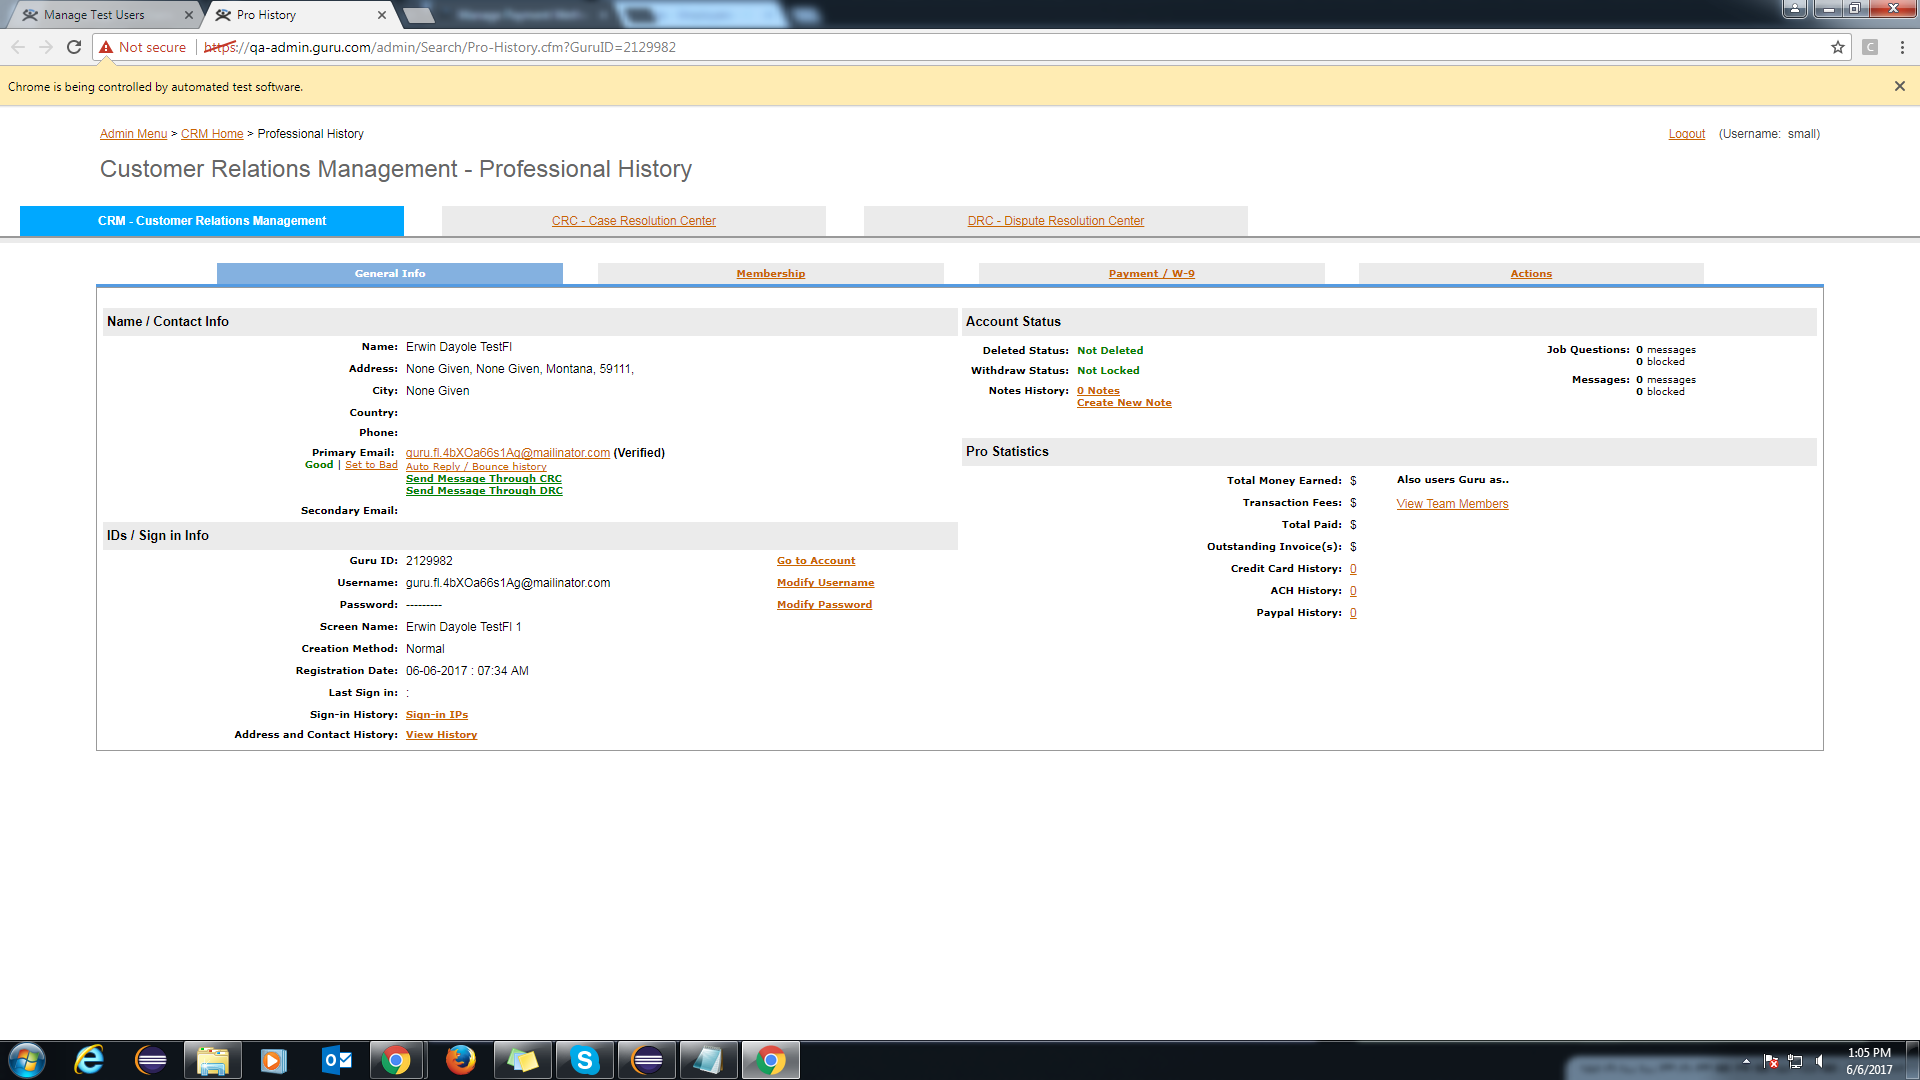 Manage Test Users
Pro History
Not secure
https://qa-admin.guru.com/admin/Search/Pro-History.cfm?GuruID=2129982
C
Chrome is being controlled by automated test software.
Admin Menu > CRM Home > Professional History
Logout (Username: small)
Customer Relations Management - Professional History
CRM - Customer Relations Management
CRC - Case Resolution Center
DRC - Dispute Resolution Center
General Info
Membership
Payment / W-9
Actions
Name / Contact Info
Name: Erwin Dayole TestFl
Address: None Given, None Given, Montana, 59111,
City: None Given
Country:
Phone:
Primary Email: guru.fl.4bXOa66s1Ag@mailinator.com (Verified)
Good | Set to Bad Auto Reply / Bounce history
Send Message Through CRC
Send Message Through DRC
Secondary Email:
IDs / Sign in Info
Guru ID: 2129982 Go to Account
Username: guru.fl.4bXOa66s1Ag@mailinator.com Modify Username
Password: --------- Modify Password
Screen Name: Erwin Dayole TestFl 1
Creation Method: Normal
Registration Date: 06-06-2017 : 07:34 AM
Last Sign in: :
Sign-in History: Sign-in IPs
Address and Contact History: View History
Account Status
Deleted Status: Not Deleted
Withdraw Status: Not Locked
Notes History: 0 Notes
Create New Note
Job Questions: 0 messages
0 blocked
Messages: 0 messages
0 blocked
Pro Statistics
Total Money Earned: $
Transaction Fees: $
Total Paid: $
Outstanding Invoice(s): $
Credit Card History: 0
ACH History: 0
Paypal History: 0
Also users Guru as..
View Team Members
1:05 PM
6/6/2017